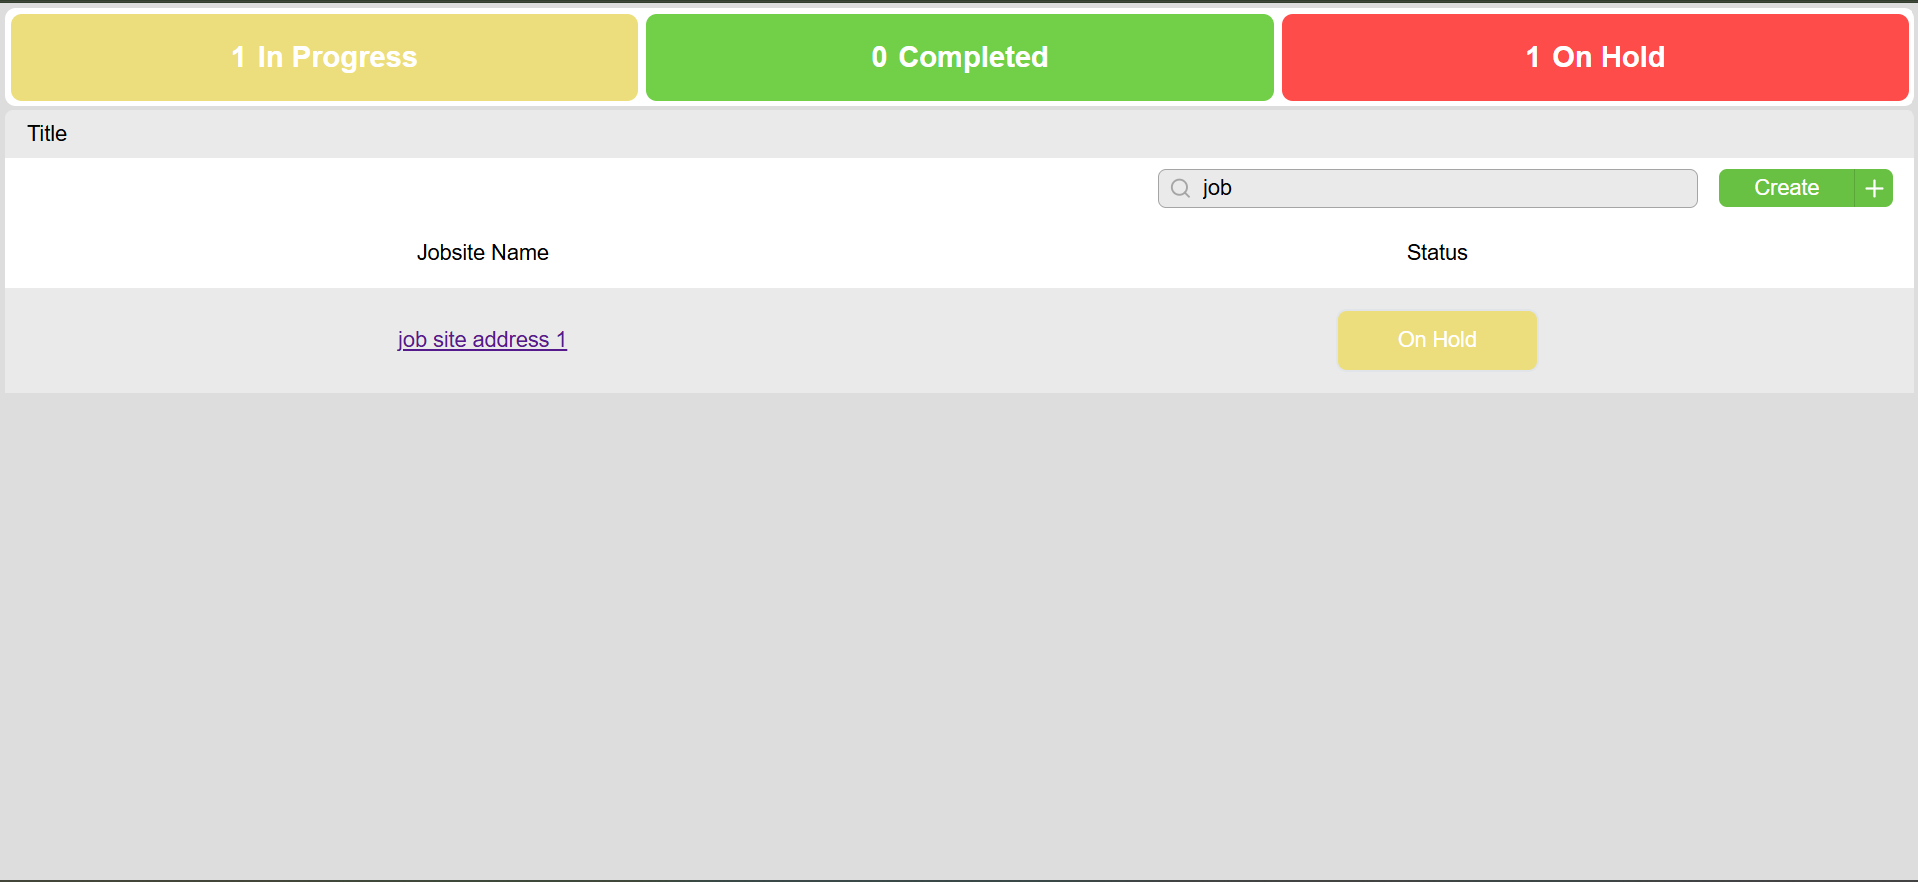 1 In Progress
0 Completed
1 On Hold
Title
job
Create
Jobsite Name
Status
job site address 1
On Hold